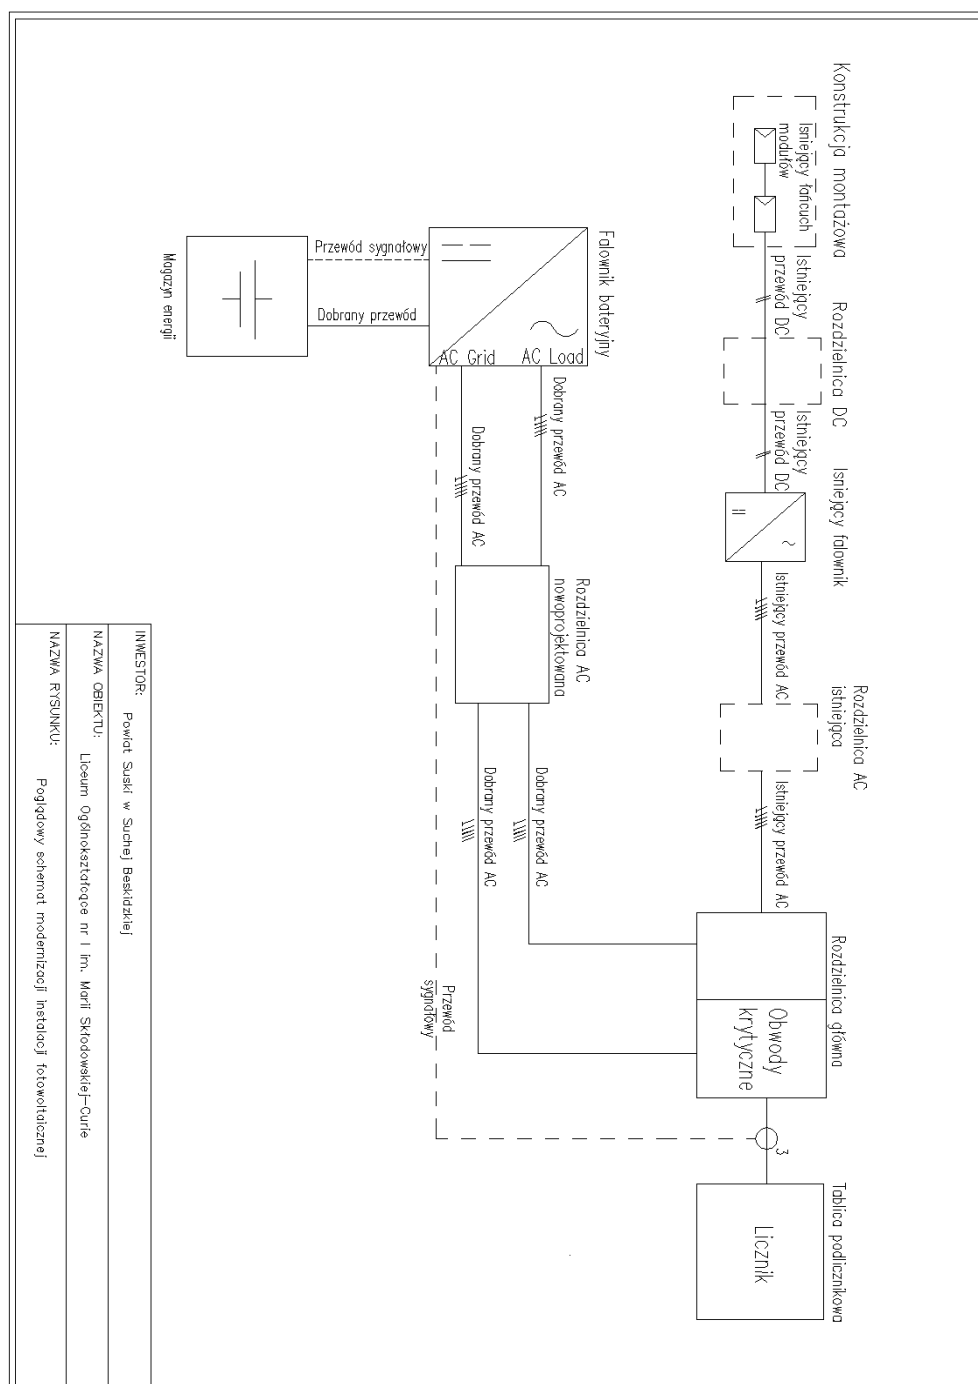 Konstrukcja montażowa
Isniejący łańcuch
modułów
Istniejący
przewód DC
Rozdzielnica DC
Istniejący
przewód DC
Isniejący falownik
Istniejący przewód AC
Rozdzielnica AC
istniejąca
Istniejący przewód AC
Rozdzielnica główna
Obwody
krytyczne
3
Tablica podlicznikowa
Licznik
Falownik bateryjny
AC Grid
AC Load
Przewód sygnałowy
Dobrany przewód
Magazyn energii
Dobrany przewód AC
Dobrany przewód AC
Rozdzielnica AC
nowoprojektowana
Dobrany przewód AC
Dobrany przewód AC
Przewód
sygnałowy
INWESTOR: Powiat Suski w Suchej Beskidzkiej
NAZWA OBIEKTU: Liceum Ogólnokształcące nr I im. Marii Skłodowskiej-Curie
NAZWA RYSUNKU: Poglądowy schemat modernizacji instalacji fotowoltaicznej